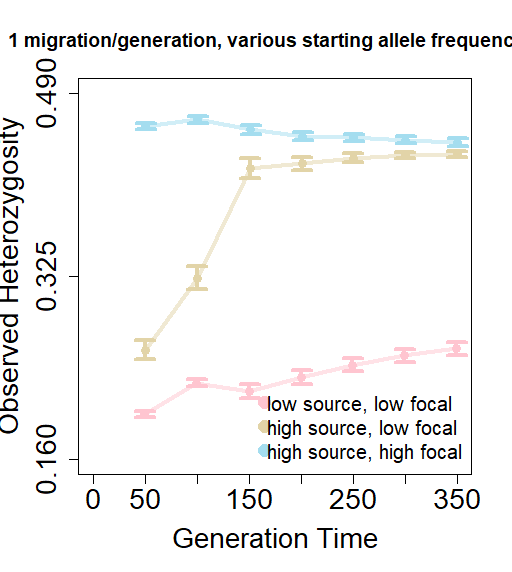 1 migration/generation, various starting allele frequenc
Observed Heterozygosity
0.490
0.325
0.160
low source, low focal
high source, low focal
high source, high focal
0 50 150 250 350
Generation Time